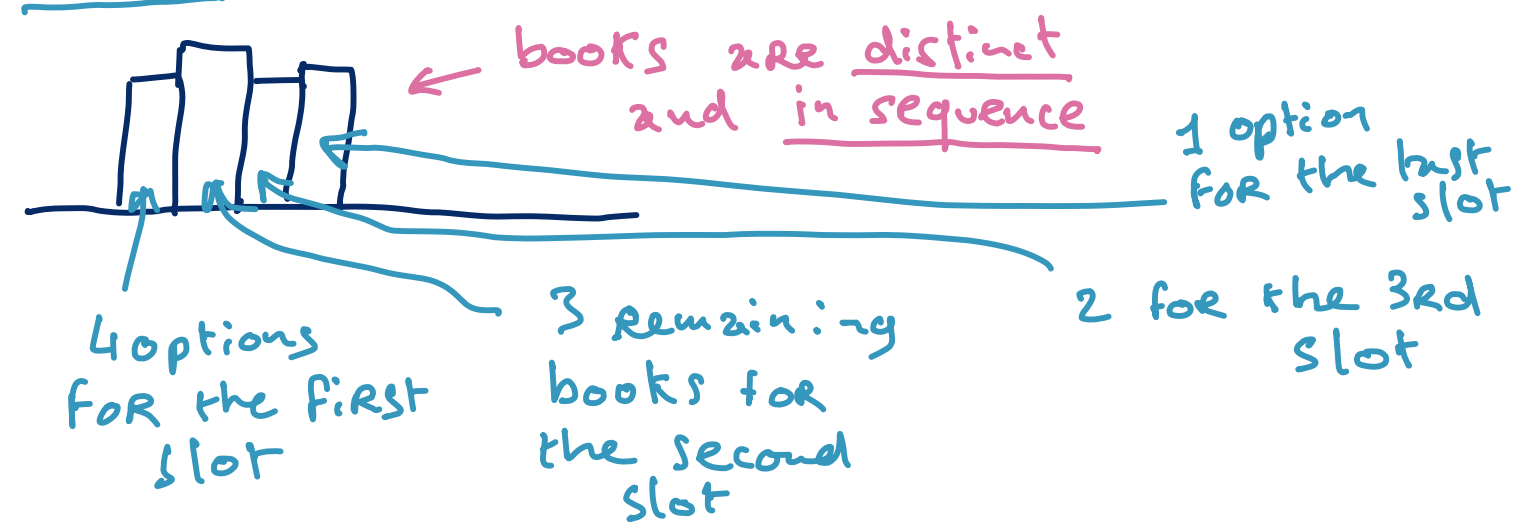 books are distinct
and in sequence
1 option
for the last
slot
4 options
for the first
slot
3 remaining
books for
the second
slot
2 for the 3rd
slot